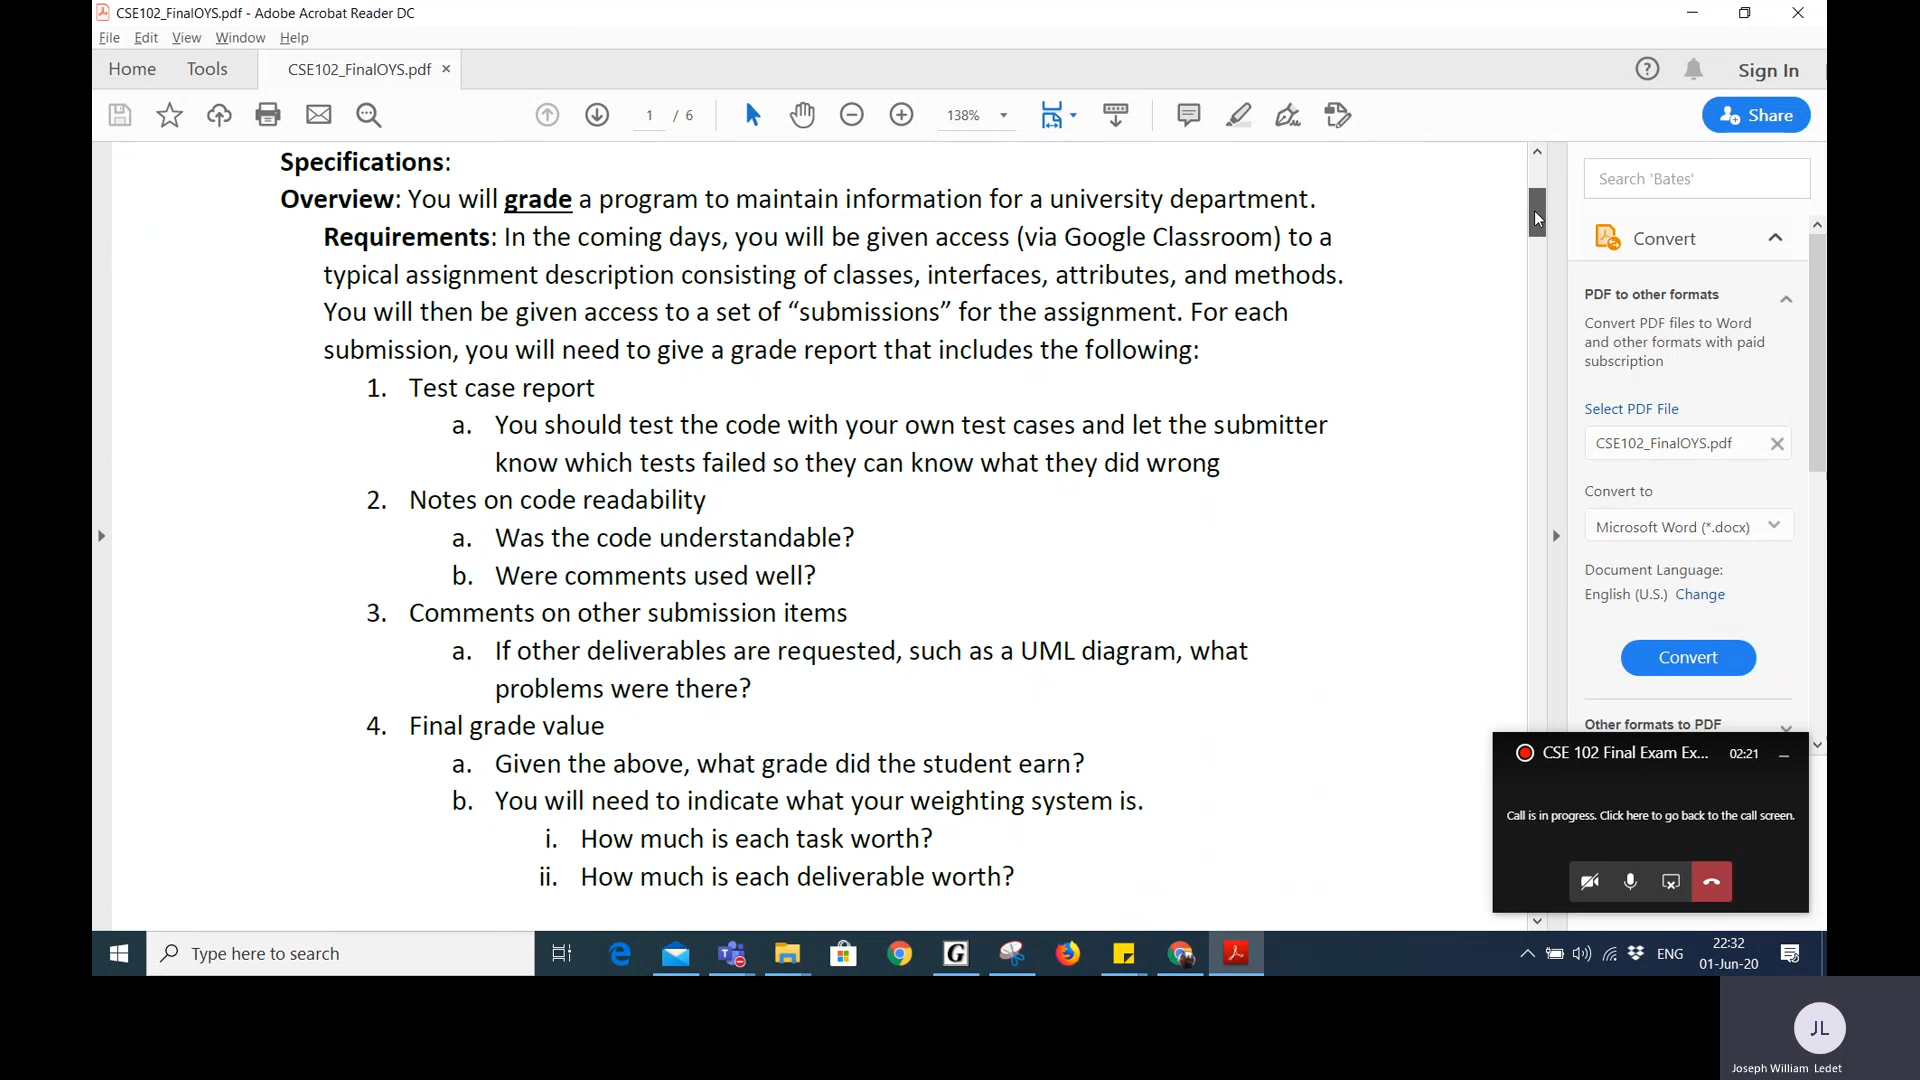 CSE102_FinalOYS.pdf - Adobe Acrobat Reader DC
File Edit View Window Help
Home Tools CSE102_FinalOYS.pdf × Sign In
1 / 6 138% Share
Specifications:
Overview: You will grade a program to maintain information for a university department.
Requirements: In the coming days, you will be given access (via Google Classroom) to a
typical assignment description consisting of classes, interfaces, attributes, and methods.
You will then be given access to a set of “submissions” for the assignment. For each
submission, you will need to give a grade report that includes the following:
1. Test case report
a. You should test the code with your own test cases and let the submitter
know which tests failed so they can know what they did wrong
2. Notes on code readability
a. Was the code understandable?
b. Were comments used well?
3. Comments on other submission items
a. If other deliverables are requested, such as a UML diagram, what
problems were there?
4. Final grade value
a. Given the above, what grade did the student earn?
b. You will need to indicate what your weighting system is.
i. How much is each task worth?
ii. How much is each deliverable worth?
Search 'Bates'
Convert
PDF to other formats
Convert PDF files to Word
and other formats with paid
subscription
Select PDF File
CSE102_FinalOYS.pdf
Convert to
Microsoft Word (*.docx)
Document Language:
English (U.S.) Change
Convert
Other formats to PDF
CSE 102 Final Exam Ex... 02:21
Call is in progress. Click here to go back to the call screen.
Type here to search
G
ENG
22:32
01-Jun-20
JL
Joseph William Ledet